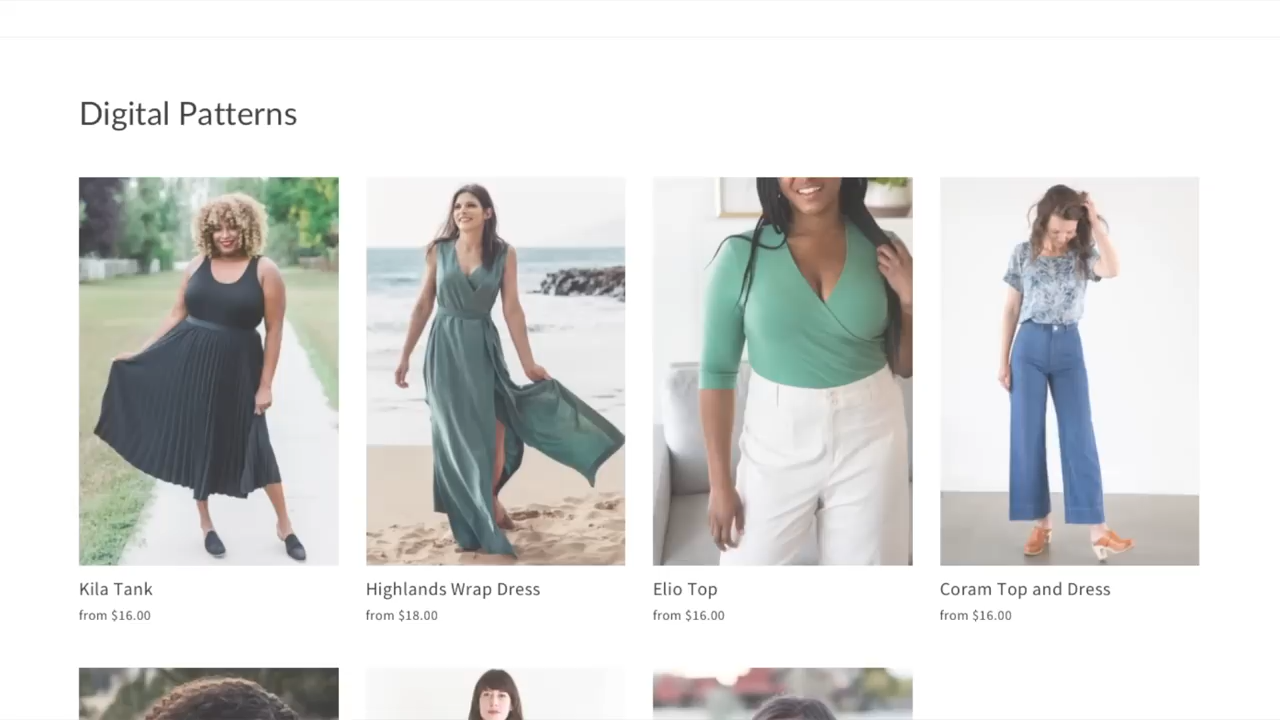 Digital Patterns
Kila Tank
from $16.00
Highlands Wrap Dress
from $18.00
Elio Top
from $16.00
Coram Top and Dress
from $16.00